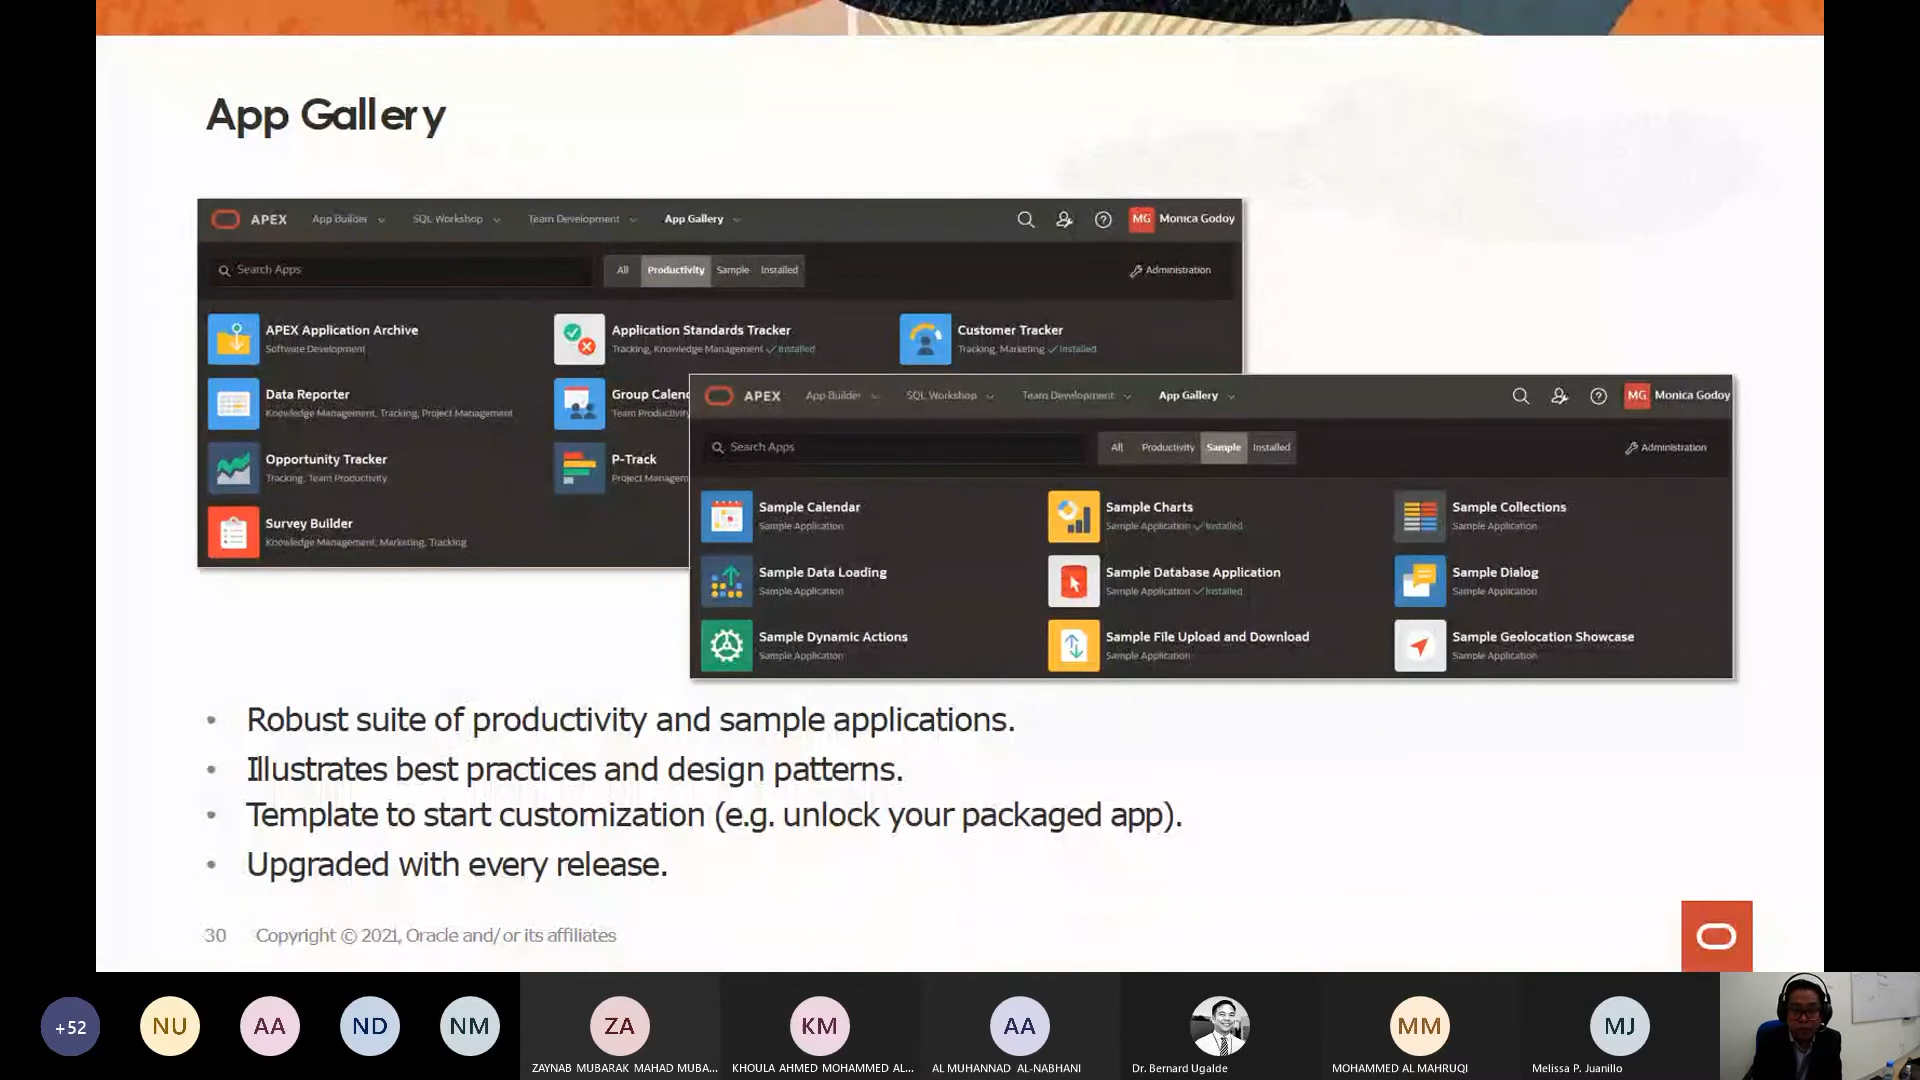 App Gallery
APEX App Builder SQL Workshop Team Development App Gallery MG Monica Godoy
Search Apps All Productivity Sample Installed Administration
APEX Application Archive
Software Development
Application Standards Tracker
Tracking, Knowledge Management ✓ Installed
Customer Tracker
Tracking, Marketing ✓ Installed
Data Reporter
Knowledge Management, Tracking, Project Management
Group Calen
Team Productivity
Opportunity Tracker
Tracking, Team Productivity
P-Track
Project Managem
Survey Builder
Knowledge Management, Marketing, Tracking
APEX App Builder SQL Workshop Team Development App Gallery MG Monica Godoy
Search Apps All Productivity Sample Installed Administration
Sample Calendar
Sample Application
Sample Charts
Sample Application ✓ Installed
Sample Collections
Sample Application
Sample Data Loading
Sample Application
Sample Database Application
Sample Application ✓ Installed
Sample Dialog
Sample Application
Sample Dynamic Actions
Sample Application
Sample File Upload and Download
Sample Application
Sample Geolocation Showcase
Sample Application
• Robust suite of productivity and sample applications.
• Illustrates best practices and design patterns.
• Template to start customization (e.g. unlock your packaged app).
• Upgraded with every release.
30 Copyright © 2021, Oracle and/or its affiliates
+52 NU AA ND NM ZA KM AA MM MJ
ZAYNAB MUBARAK MAHAD MUBA... KHOULA AHMED MOHAMMED AL... AL MUHANNAD AL-NABHANI Dr. Bernard Ugalde MOHAMMED AL MAHRUQI Melissa P. Juanillo